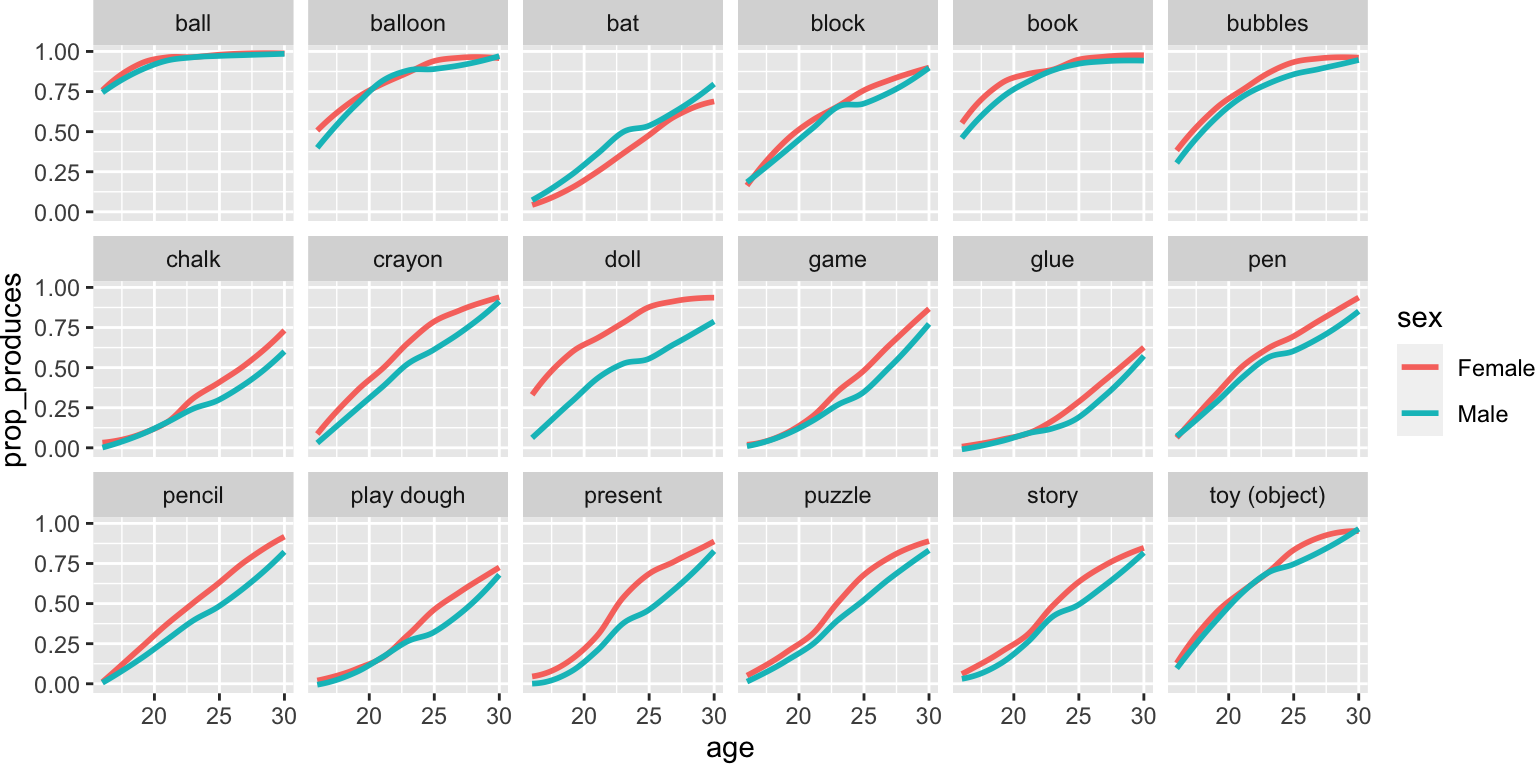 ball balloon bat block book bubbles
1.00
0.75
0.50
0.25
0.00
chalk crayon doll game glue pen
1.00
0.75
0.50
0.25
0.00
pencil play dough present puzzle story toy (object)
1.00
0.75
0.50
0.25
0.00
20 25 30 20 25 30 20 25 30 20 25 30 20 25 30 20 25 30
age
prop_produces
sex
Female
Male